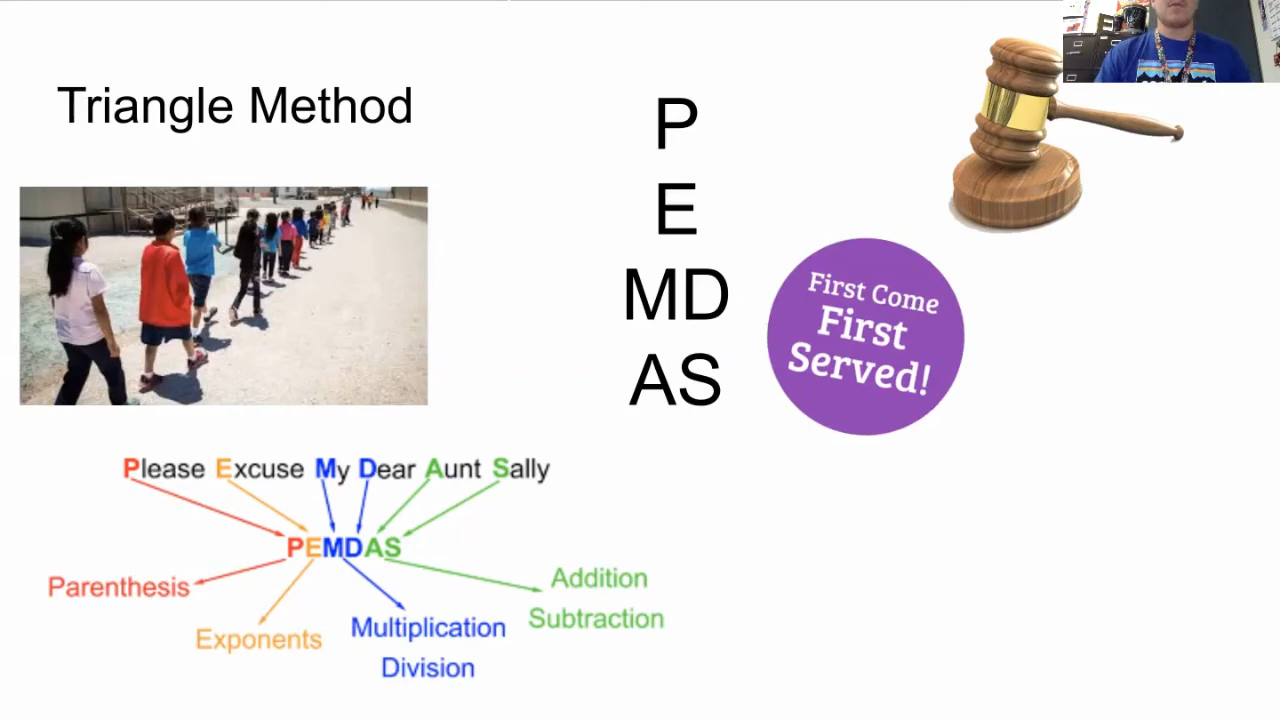 Triangle Method
P
E
MD
AS
First Come
First
Served!
Please Excuse My Dear Aunt Sally
PEMDAS
Parenthesis
Exponents
Multiplication
Division
Addition
Subtraction